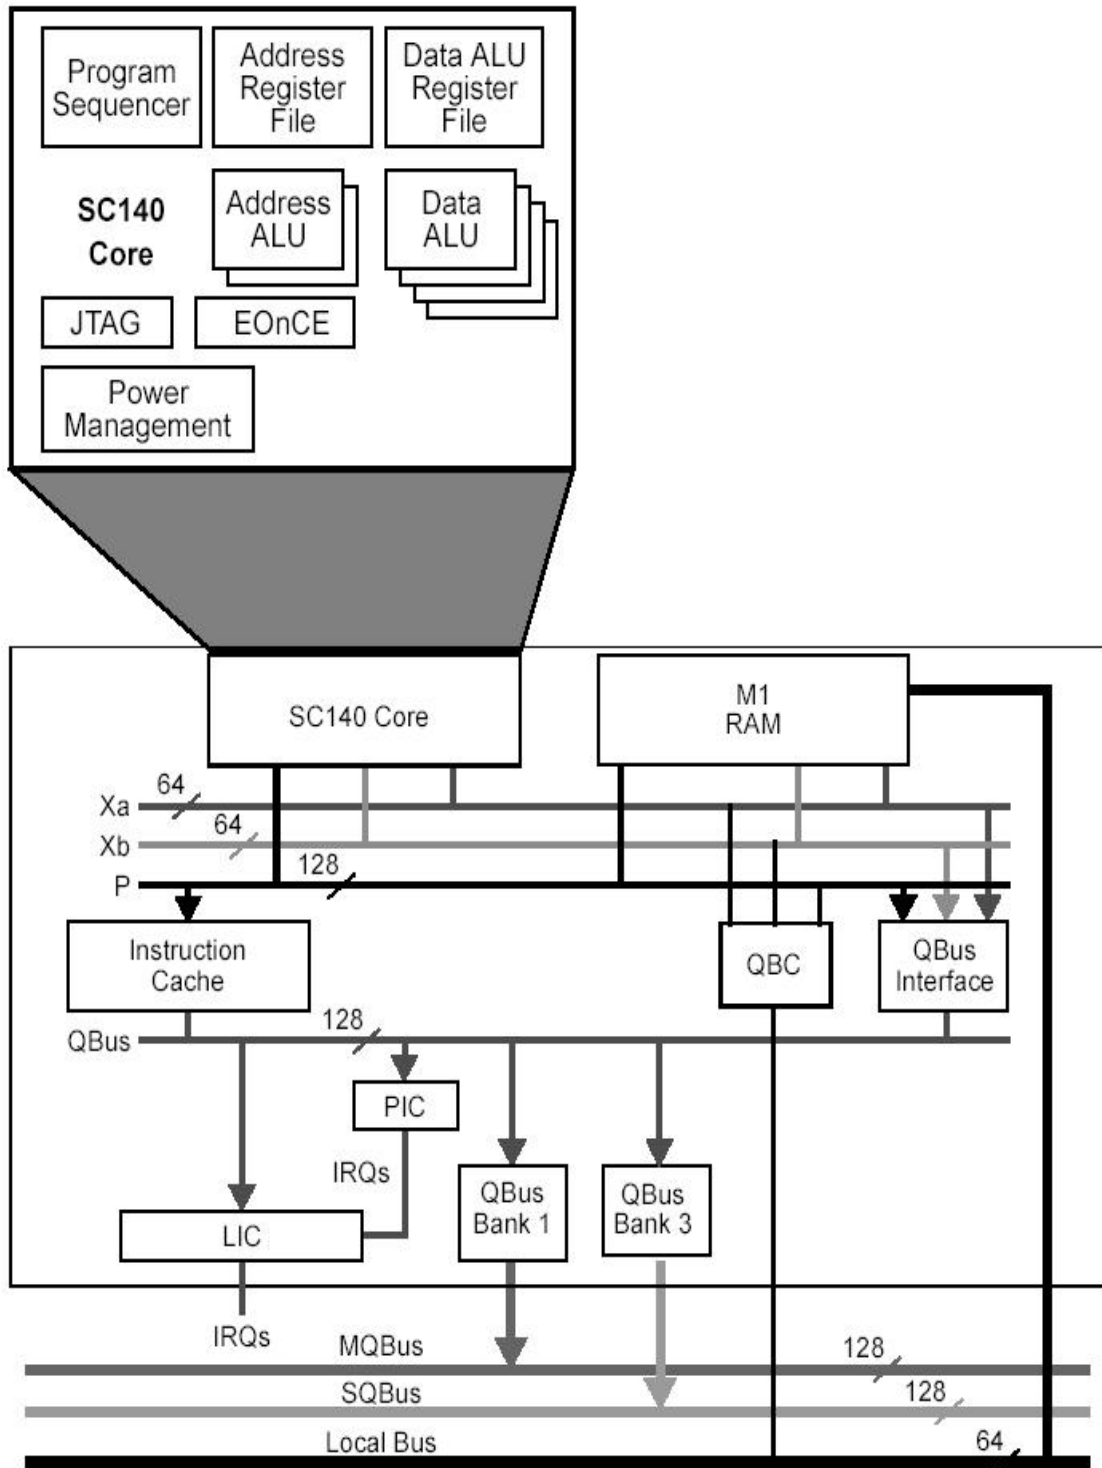 Program
Sequencer
Address
Register
File
Data ALU
Register
File
SC140
Core
Address
ALU
Data
ALU
JTAG
EOnCE
Power
Management
SC140 Core
M1
RAM
Xa
64
Xb
64
P
128
Instruction
Cache
QBC
QBus
Interface
QBus
128
PIC
IRQs
LIC
QBus
Bank 1
QBus
Bank 3
IRQs
MQBus
128
SQBus
128
Local Bus
64